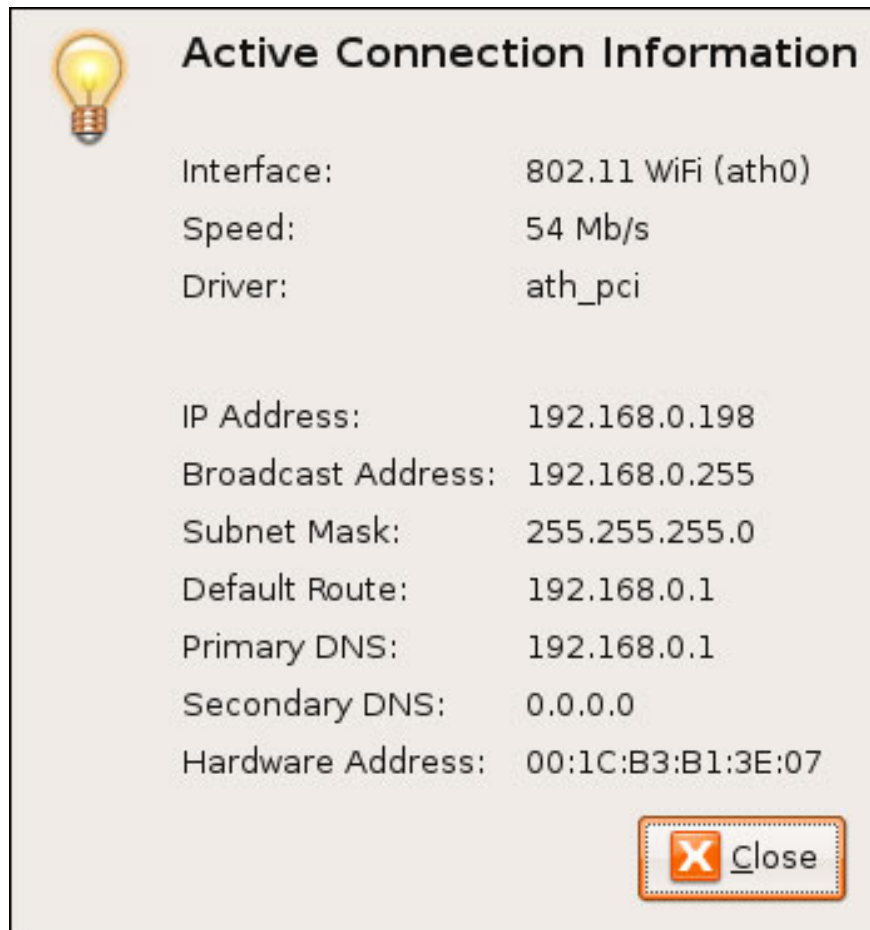 Active Connection Information
Interface: 802.11 WiFi (ath0)
Speed: 54 Mb/s
Driver: ath_pci
IP Address: 192.168.0.198
Broadcast Address: 192.168.0.255
Subnet Mask: 255.255.255.0
Default Route: 192.168.0.1
Primary DNS: 192.168.0.1
Secondary DNS: 0.0.0.0
Hardware Address: 00:1C:B3:B1:3E:07
Close